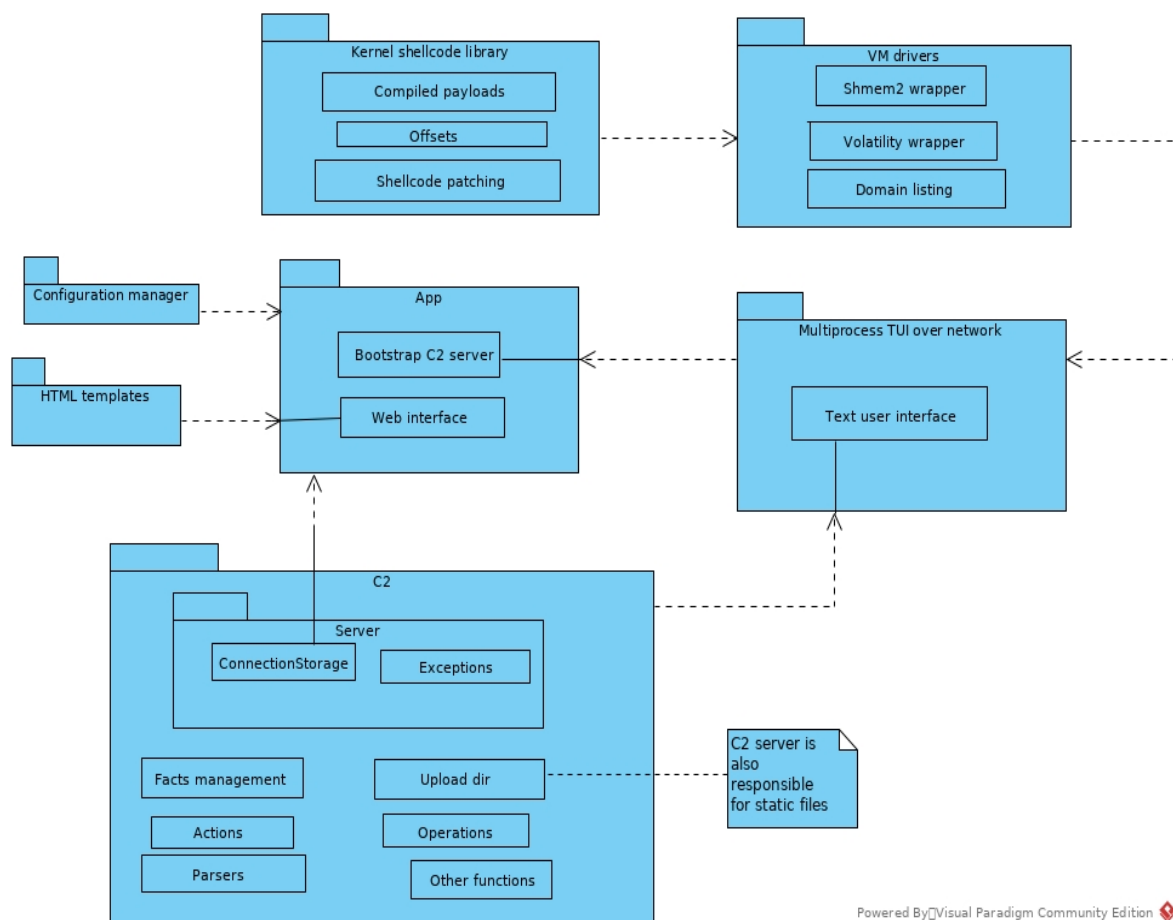 Kernel shellcode library
Compiled payloads
Offsets
Shellcode patching
VM drivers
Shmem2 wrapper
Volatility wrapper
Domain listing
Configuration manager
HTML templates
App
Bootstrap C2 server
Web interface
Multiprocess TUI over network
Text user interface
C2
Server
ConnectionStorage
Exceptions
Facts management
Upload dir
Actions
Operations
Parsers
Other functions
C2 server is
also
responsible
for static files
Powered By▯Visual Paradigm Community Edition